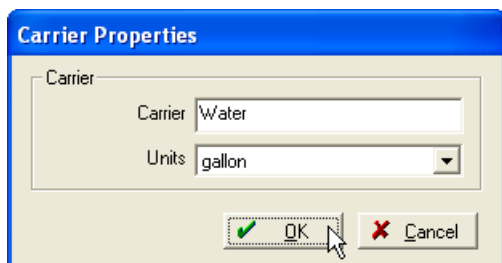 Carrier Properties
Carrier
Carrier Water
Units gallon
OK Cancel